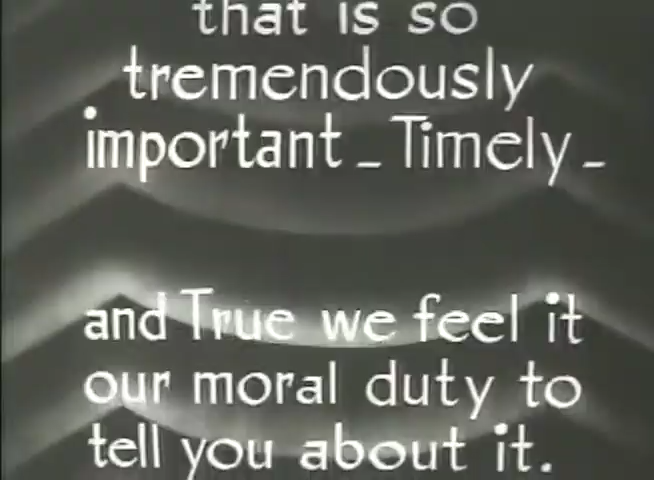 that is so
tremendously
important - Timely -
and True we feel it
our moral duty to
tell you about it.